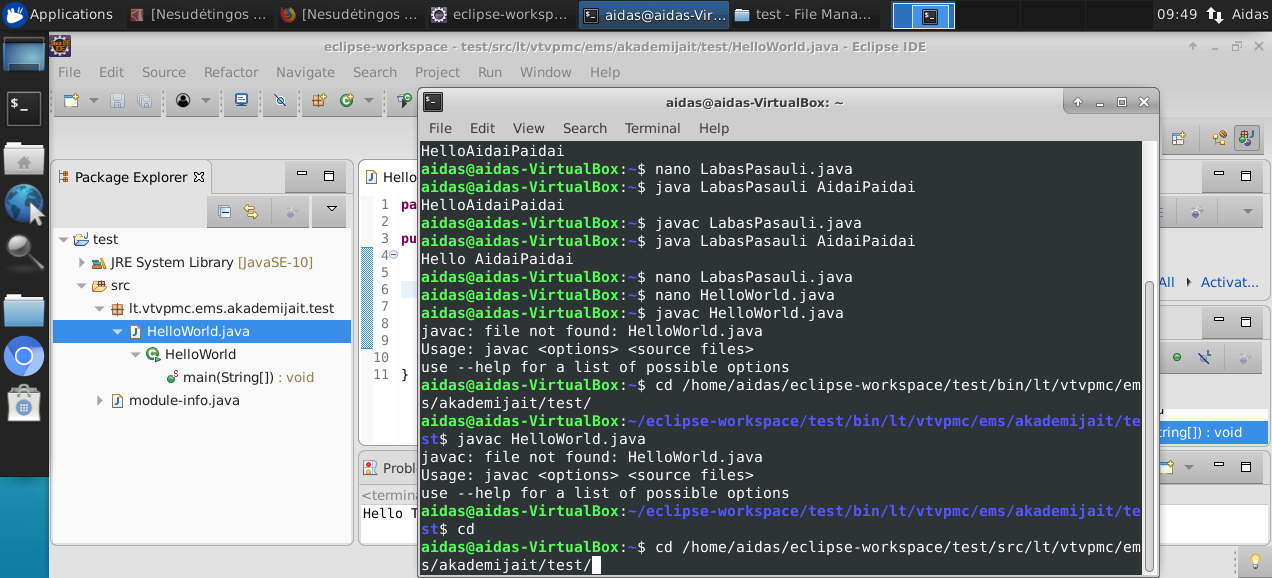 Applications
[Nesudėtingos ...
[Nesudėtingos ...
eclipse-worksp...
aidas@aidas-Vir...
test - File Mana...
09:49
Aidas
eclipse-workspace - test/src/lt/vtvpmc/ems/akademijait/test/HelloWorld.java - Eclipse IDE
File Edit Source Refactor Navigate Search Project Run Window Help
Package Explorer
test
JRE System Library [JavaSE-10]
src
lt.vtvpmc.ems.akademijait.test
HelloWorld.java
HelloWorld
main(String[]) : void
module-info.java
Hello
1 pa
2
3 pu
4
5
6
7
8
9
10
11 }
Proble
<termina
Hello T
aidas@aidas-VirtualBox: ~
File Edit View Search Terminal Help
HelloAidaiPaidai
aidas@aidas-VirtualBox:~$ nano LabasPasauli.java
aidas@aidas-VirtualBox:~$ java LabasPasauli AidaiPaidai
HelloAidaiPaidai
aidas@aidas-VirtualBox:~$ javac LabasPasauli.java
aidas@aidas-VirtualBox:~$ java LabasPasauli AidaiPaidai
Hello AidaiPaidai
aidas@aidas-VirtualBox:~$ nano LabasPasauli.java
aidas@aidas-VirtualBox:~$ nano HelloWorld.java
aidas@aidas-VirtualBox:~$ javac HelloWorld.java
javac: file not found: HelloWorld.java
Usage: javac <options> <source files>
use --help for a list of possible options
aidas@aidas-VirtualBox:~$ cd /home/aidas/eclipse-workspace/test/bin/lt/vtvpmc/em
s/akademijait/test/
aidas@aidas-VirtualBox:~/eclipse-workspace/test/bin/lt/vtvpmc/ems/akademijait/te
st$ javac HelloWorld.java
javac: file not found: HelloWorld.java
Usage: javac <options> <source files>
use --help for a list of possible options
aidas@aidas-VirtualBox:~/eclipse-workspace/test/bin/lt/vtvpmc/ems/akademijait/te
st$ cd
aidas@aidas-VirtualBox:~$ cd /home/aidas/eclipse-workspace/test/src/lt/vtvpmc/em
s/akademijait/test/
All
Activat...
tring[]) : void